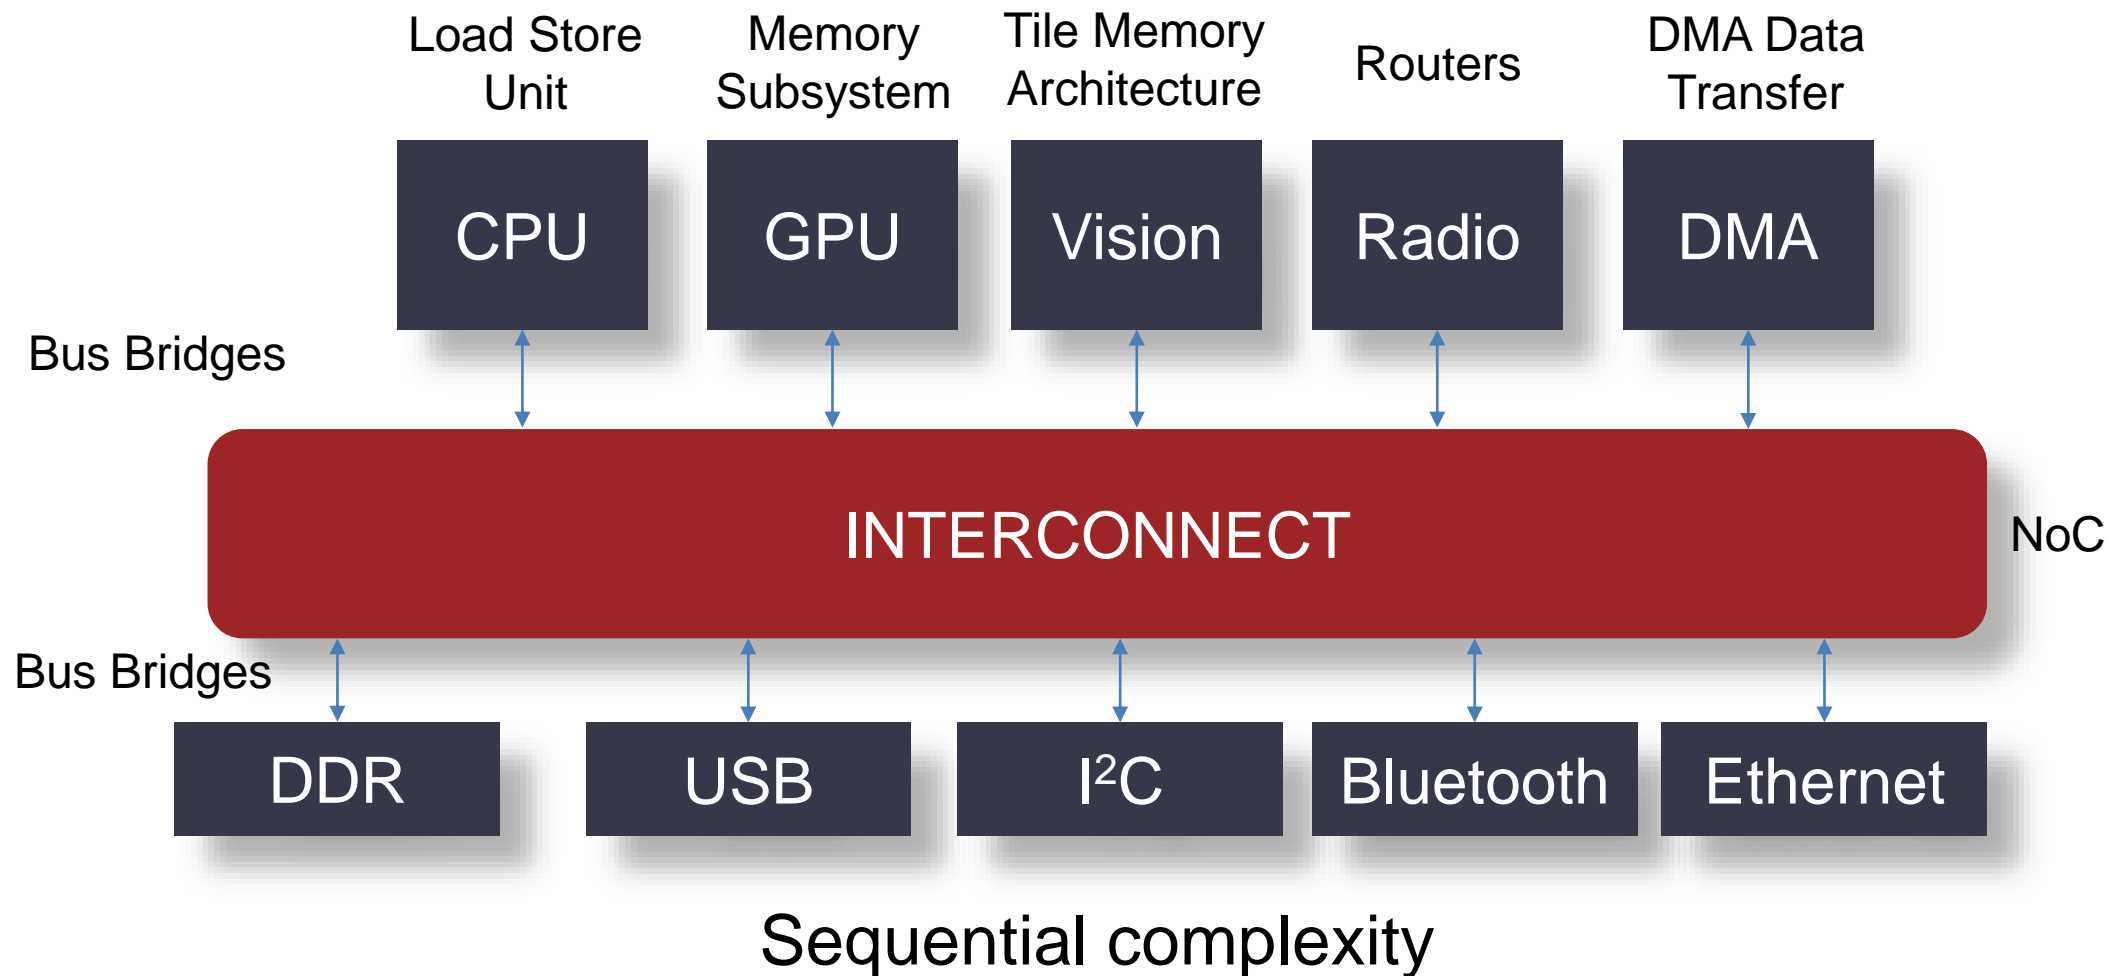 Load Store
Unit
Memory
Subsystem
Tile Memory
Architecture
Routers
DMA Data
Transfer
CPU
GPU
Vision
Radio
DMA
Bus Bridges
INTERCONNECT
NoC
Bus Bridges
DDR
USB
I²C
Bluetooth
Ethernet
Sequential complexity